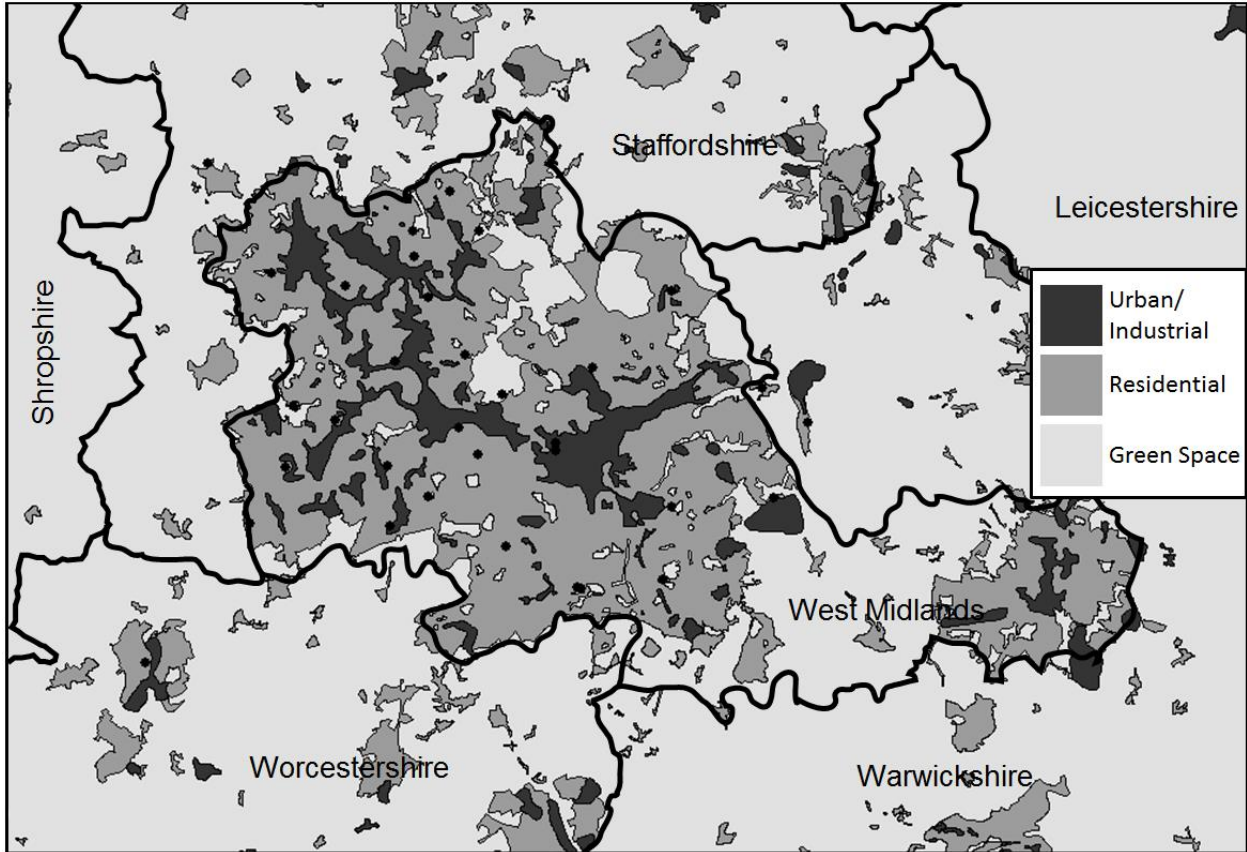 Staffordshire
Leicestershire
Shropshire
Urban/
Industrial
Residential
Green Space
West Midlands
Worcestershire
Warwickshire